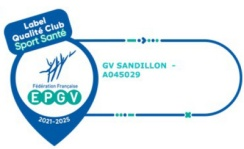 Label
Qualité Club
Sport Santé
Fédération Française
EPGV
2021-2025
GV SANDILLON -
A045029